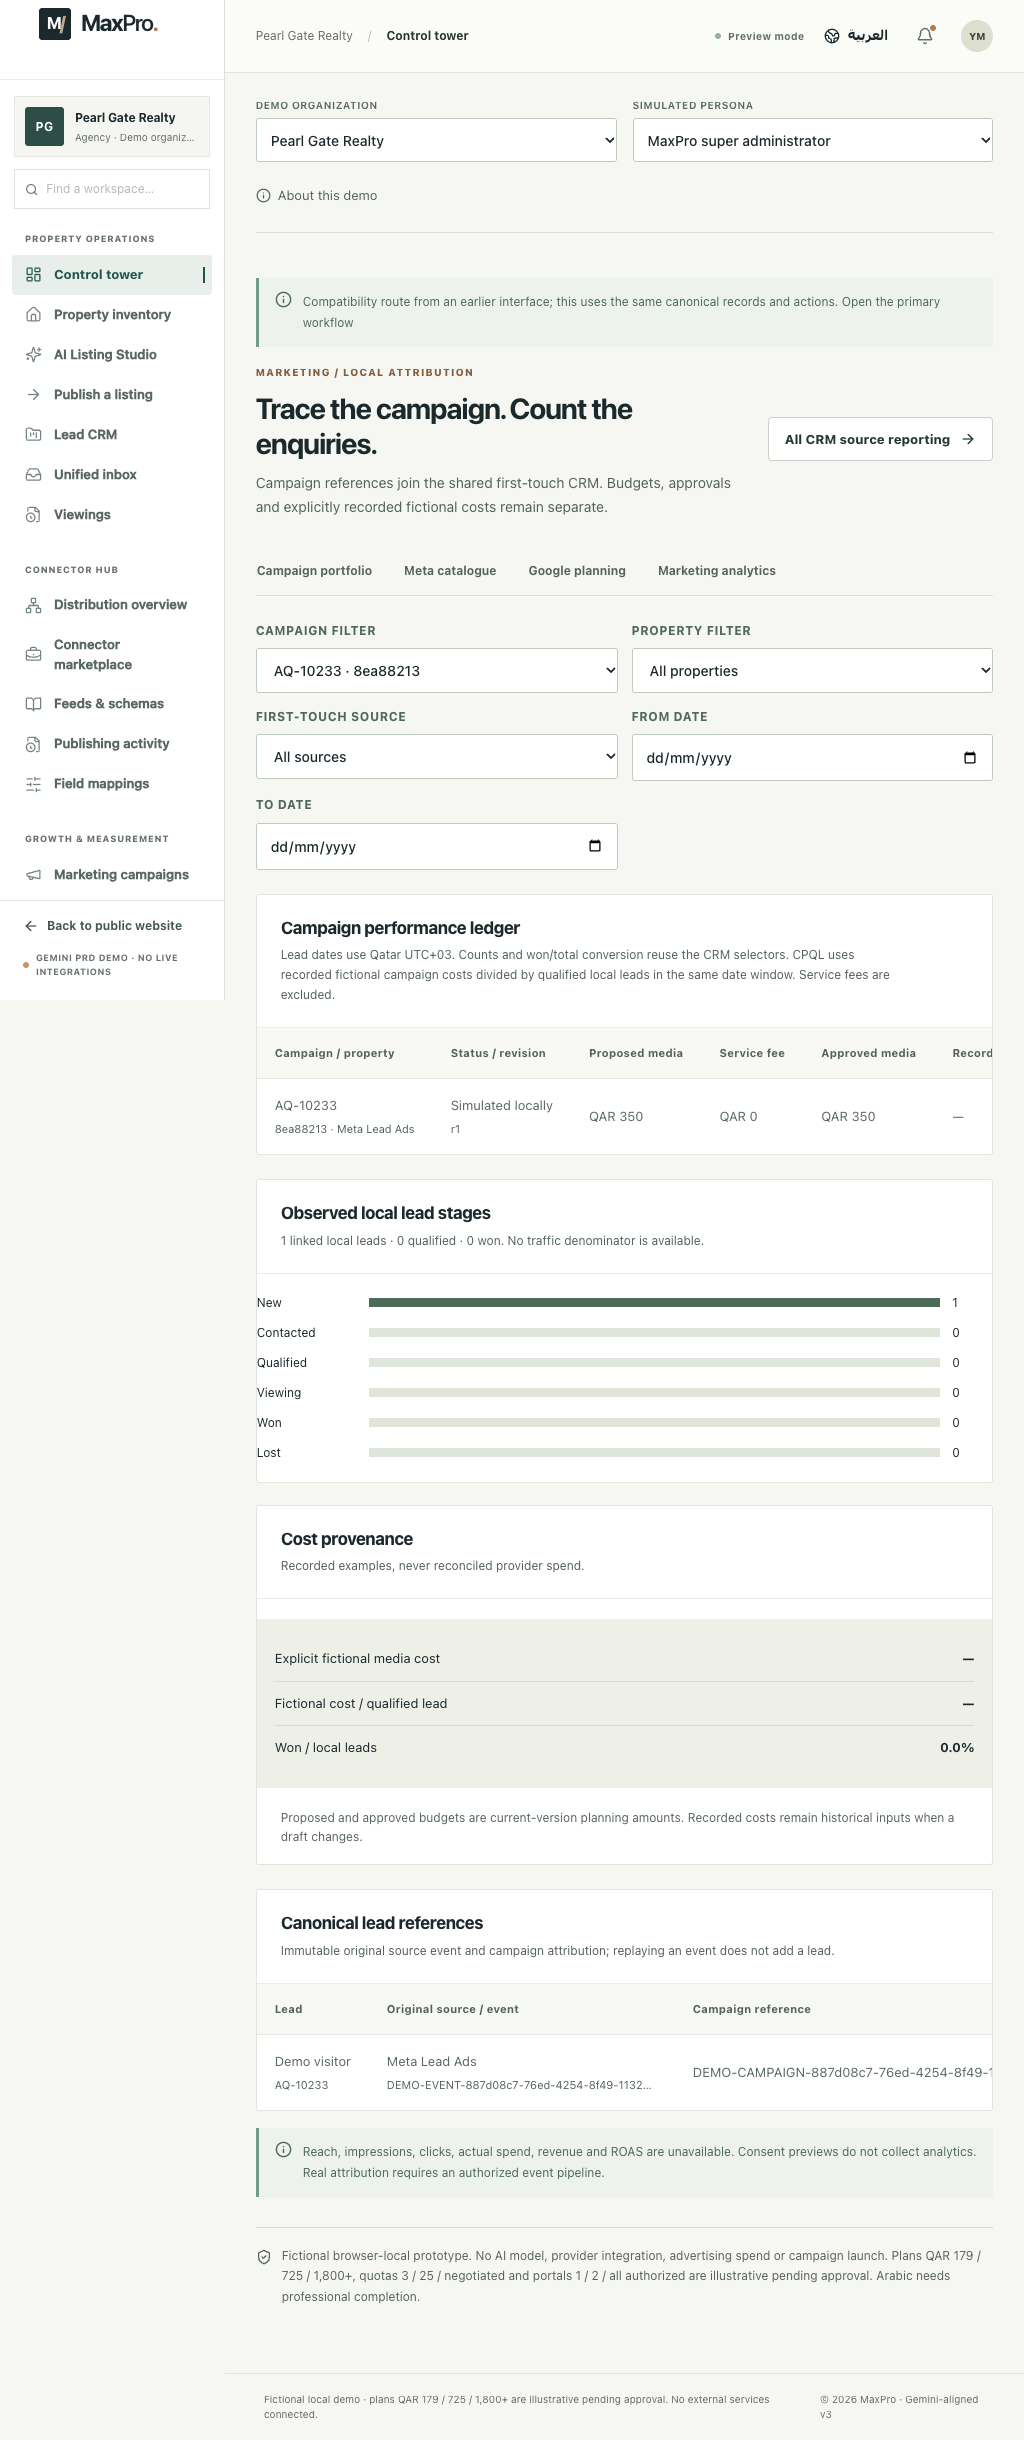 M/ MaxPro.
Pearl Gate Realty / Control tower
Preview mode
العربية
YM
PG
Pearl Gate Realty
Agency · Demo organiz...
Find a workspace...
PROPERTY OPERATIONS
Control tower
Property inventory
AI Listing Studio
Publish a listing
Lead CRM
Unified inbox
Viewings
CONNECTOR HUB
Distribution overview
Connector
marketplace
Feeds & schemas
Publishing activity
Field mappings
GROWTH & MEASUREMENT
Marketing campaigns
Back to public website
GEMINI PRD DEMO · NO LIVE
INTEGRATIONS
DEMO ORGANIZATION
Pearl Gate Realty
SIMULATED PERSONA
MaxPro super administrator
About this demo
Compatibility route from an earlier interface; this uses the same canonical records and actions. Open the primary
workflow
MARKETING / LOCAL ATTRIBUTION
Trace the campaign. Count the
enquiries.
Campaign references join the shared first-touch CRM. Budgets, approvals
and explicitly recorded fictional costs remain separate.
All CRM source reporting
Campaign portfolio
Meta catalogue
Google planning
Marketing analytics
CAMPAIGN FILTER
AQ-10233 · 8ea88213
PROPERTY FILTER
All properties
FIRST-TOUCH SOURCE
All sources
FROM DATE
dd/mm/yyyy
TO DATE
dd/mm/yyyy
Campaign performance ledger
Lead dates use Qatar UTC+03. Counts and won/total conversion reuse the CRM selectors. CPQL uses
recorded fictional campaign costs divided by qualified local leads in the same date window. Service fees are
excluded.
Campaign / property Status / revision Proposed media Service fee Approved media Record
AQ-10233 Simulated locally QAR 350 QAR 0 QAR 350 —
8ea88213 · Meta Lead Ads r1
Observed local lead stages
1 linked local leads · 0 qualified · 0 won. No traffic denominator is available.
New 1
Contacted 0
Qualified 0
Viewing 0
Won 0
Lost 0
Cost provenance
Recorded examples, never reconciled provider spend.
Explicit fictional media cost —
Fictional cost / qualified lead —
Won / local leads 0.0%
Proposed and approved budgets are current-version planning amounts. Recorded costs remain historical inputs when a
draft changes.
Canonical lead references
Immutable original source event and campaign attribution; replaying an event does not add a lead.
Lead Original source / event Campaign reference
Demo visitor Meta Lead Ads DEMO-CAMPAIGN-887d08c7-76ed-4254-8f49-1
AQ-10233 DEMO-EVENT-887d08c7-76ed-4254-8f49-1132...
Reach, impressions, clicks, actual spend, revenue and ROAS are unavailable. Consent previews do not collect analytics.
Real attribution requires an authorized event pipeline.
Fictional browser-local prototype. No AI model, provider integration, advertising spend or campaign launch. Plans QAR 179 /
725 / 1,800+, quotas 3 / 25 / negotiated and portals 1 / 2 / all authorized are illustrative pending approval. Arabic needs
professional completion.
Fictional local demo · plans QAR 179 / 725 / 1,800+ are illustrative pending approval. No external services
connected.
© 2026 MaxPro · Gemini-aligned
v3